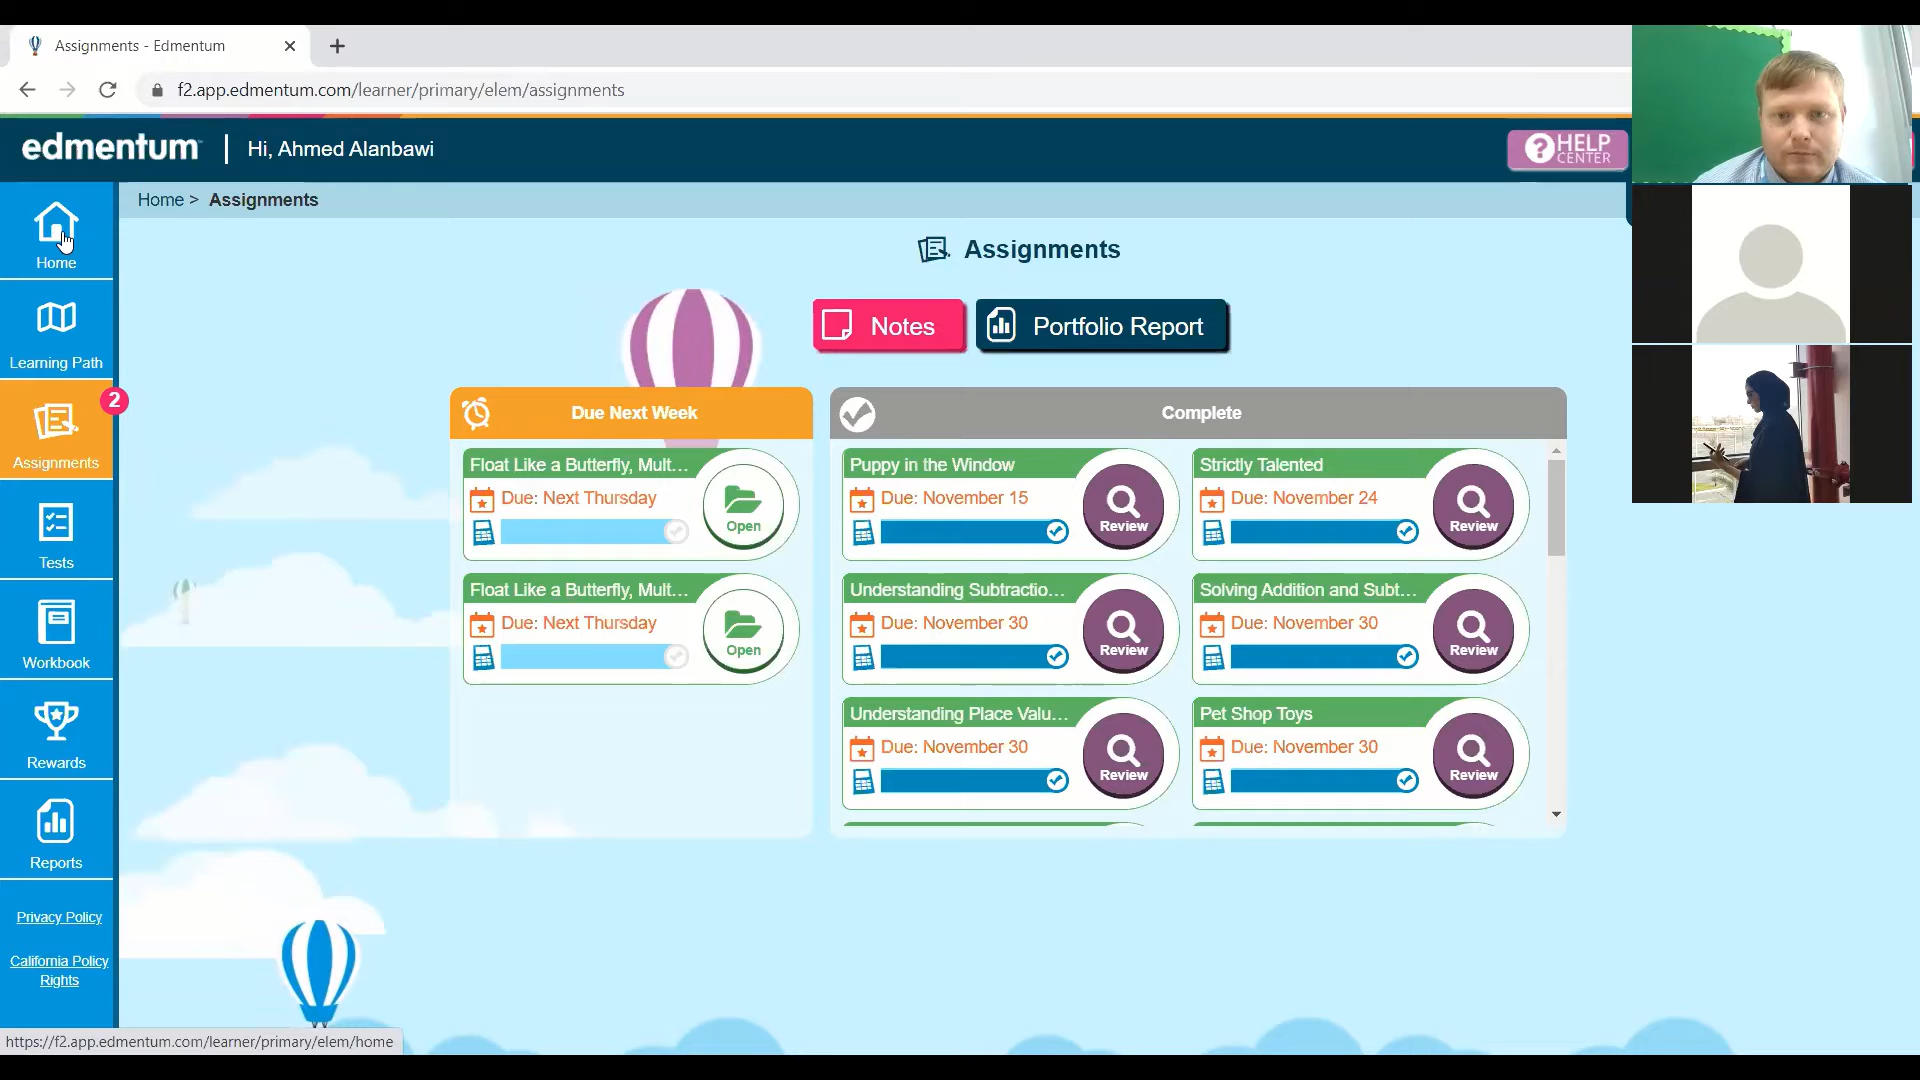 Assignments - Edmentum
f2.app.edmentum.com/learner/primary/elem/assignments
edmentum
Hi, Ahmed Alanbawi
HELP
CENTER
Home
Learning Path
2
Assignments
Tests
Workbook
Rewards
Reports
Privacy Policy
California Policy
Rights
Home > Assignments
Assignments
Notes
Portfolio Report
Due Next Week
Float Like a Butterfly, Mult...
Due: Next Thursday
Open
Float Like a Butterfly, Mult...
Due: Next Thursday
Open
Complete
Puppy in the Window
Due: November 15
Review
Strictly Talented
Due: November 24
Review
Understanding Subtractio...
Due: November 30
Review
Solving Addition and Subt...
Due: November 30
Review
Understanding Place Valu...
Due: November 30
Review
Pet Shop Toys
Due: November 30
Review
https://f2.app.edmentum.com/learner/primary/elem/home